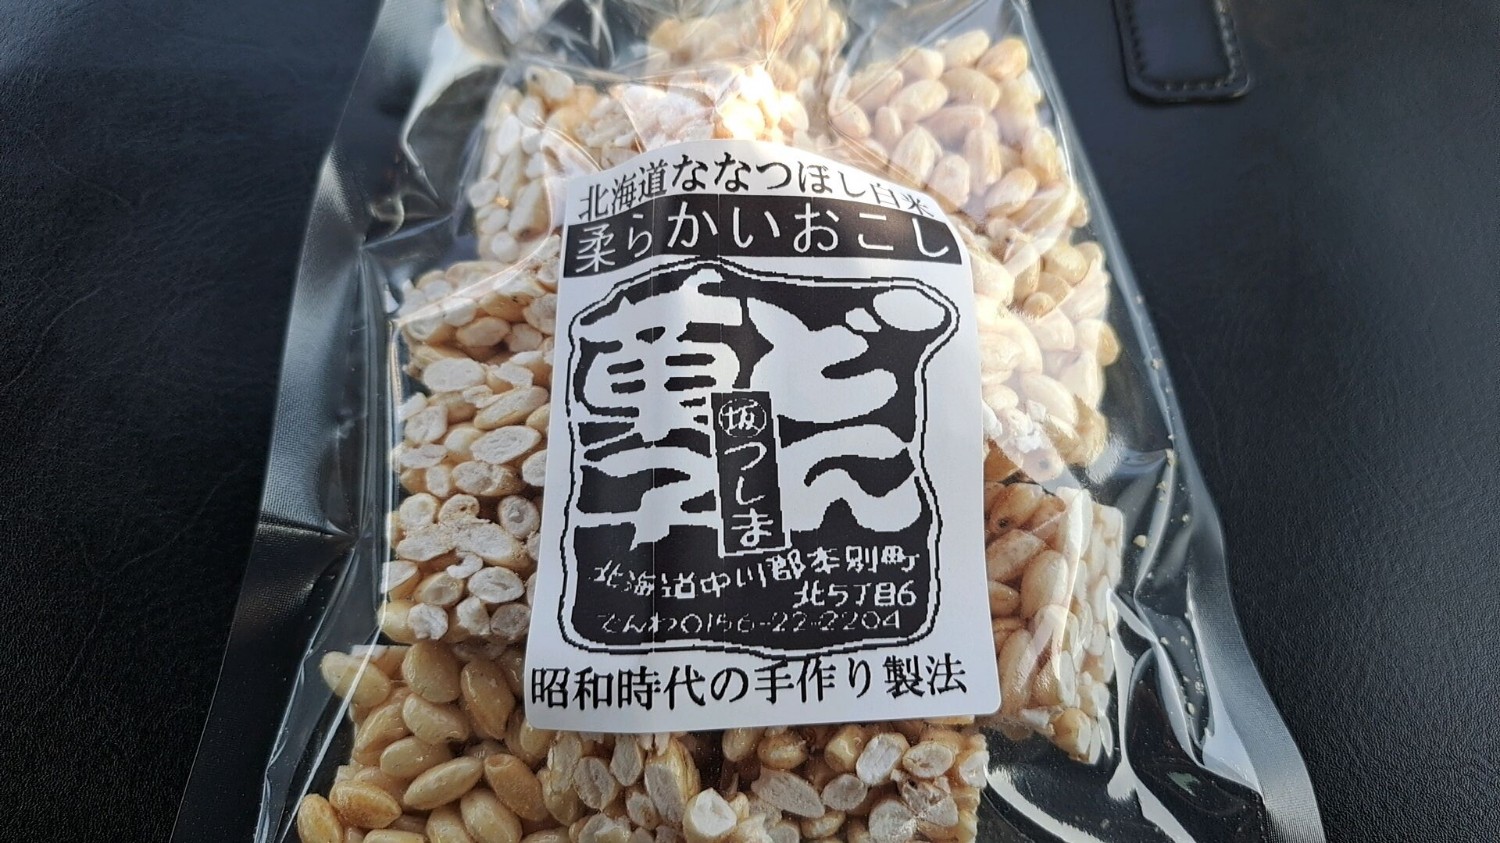 北海道ななつぼし白米
柔らかいおこし
どん菓子
坂つしま
北海道中川郡本別町
北5丁目6
でんわ0156-22-2204
昭和時代の手作り製法